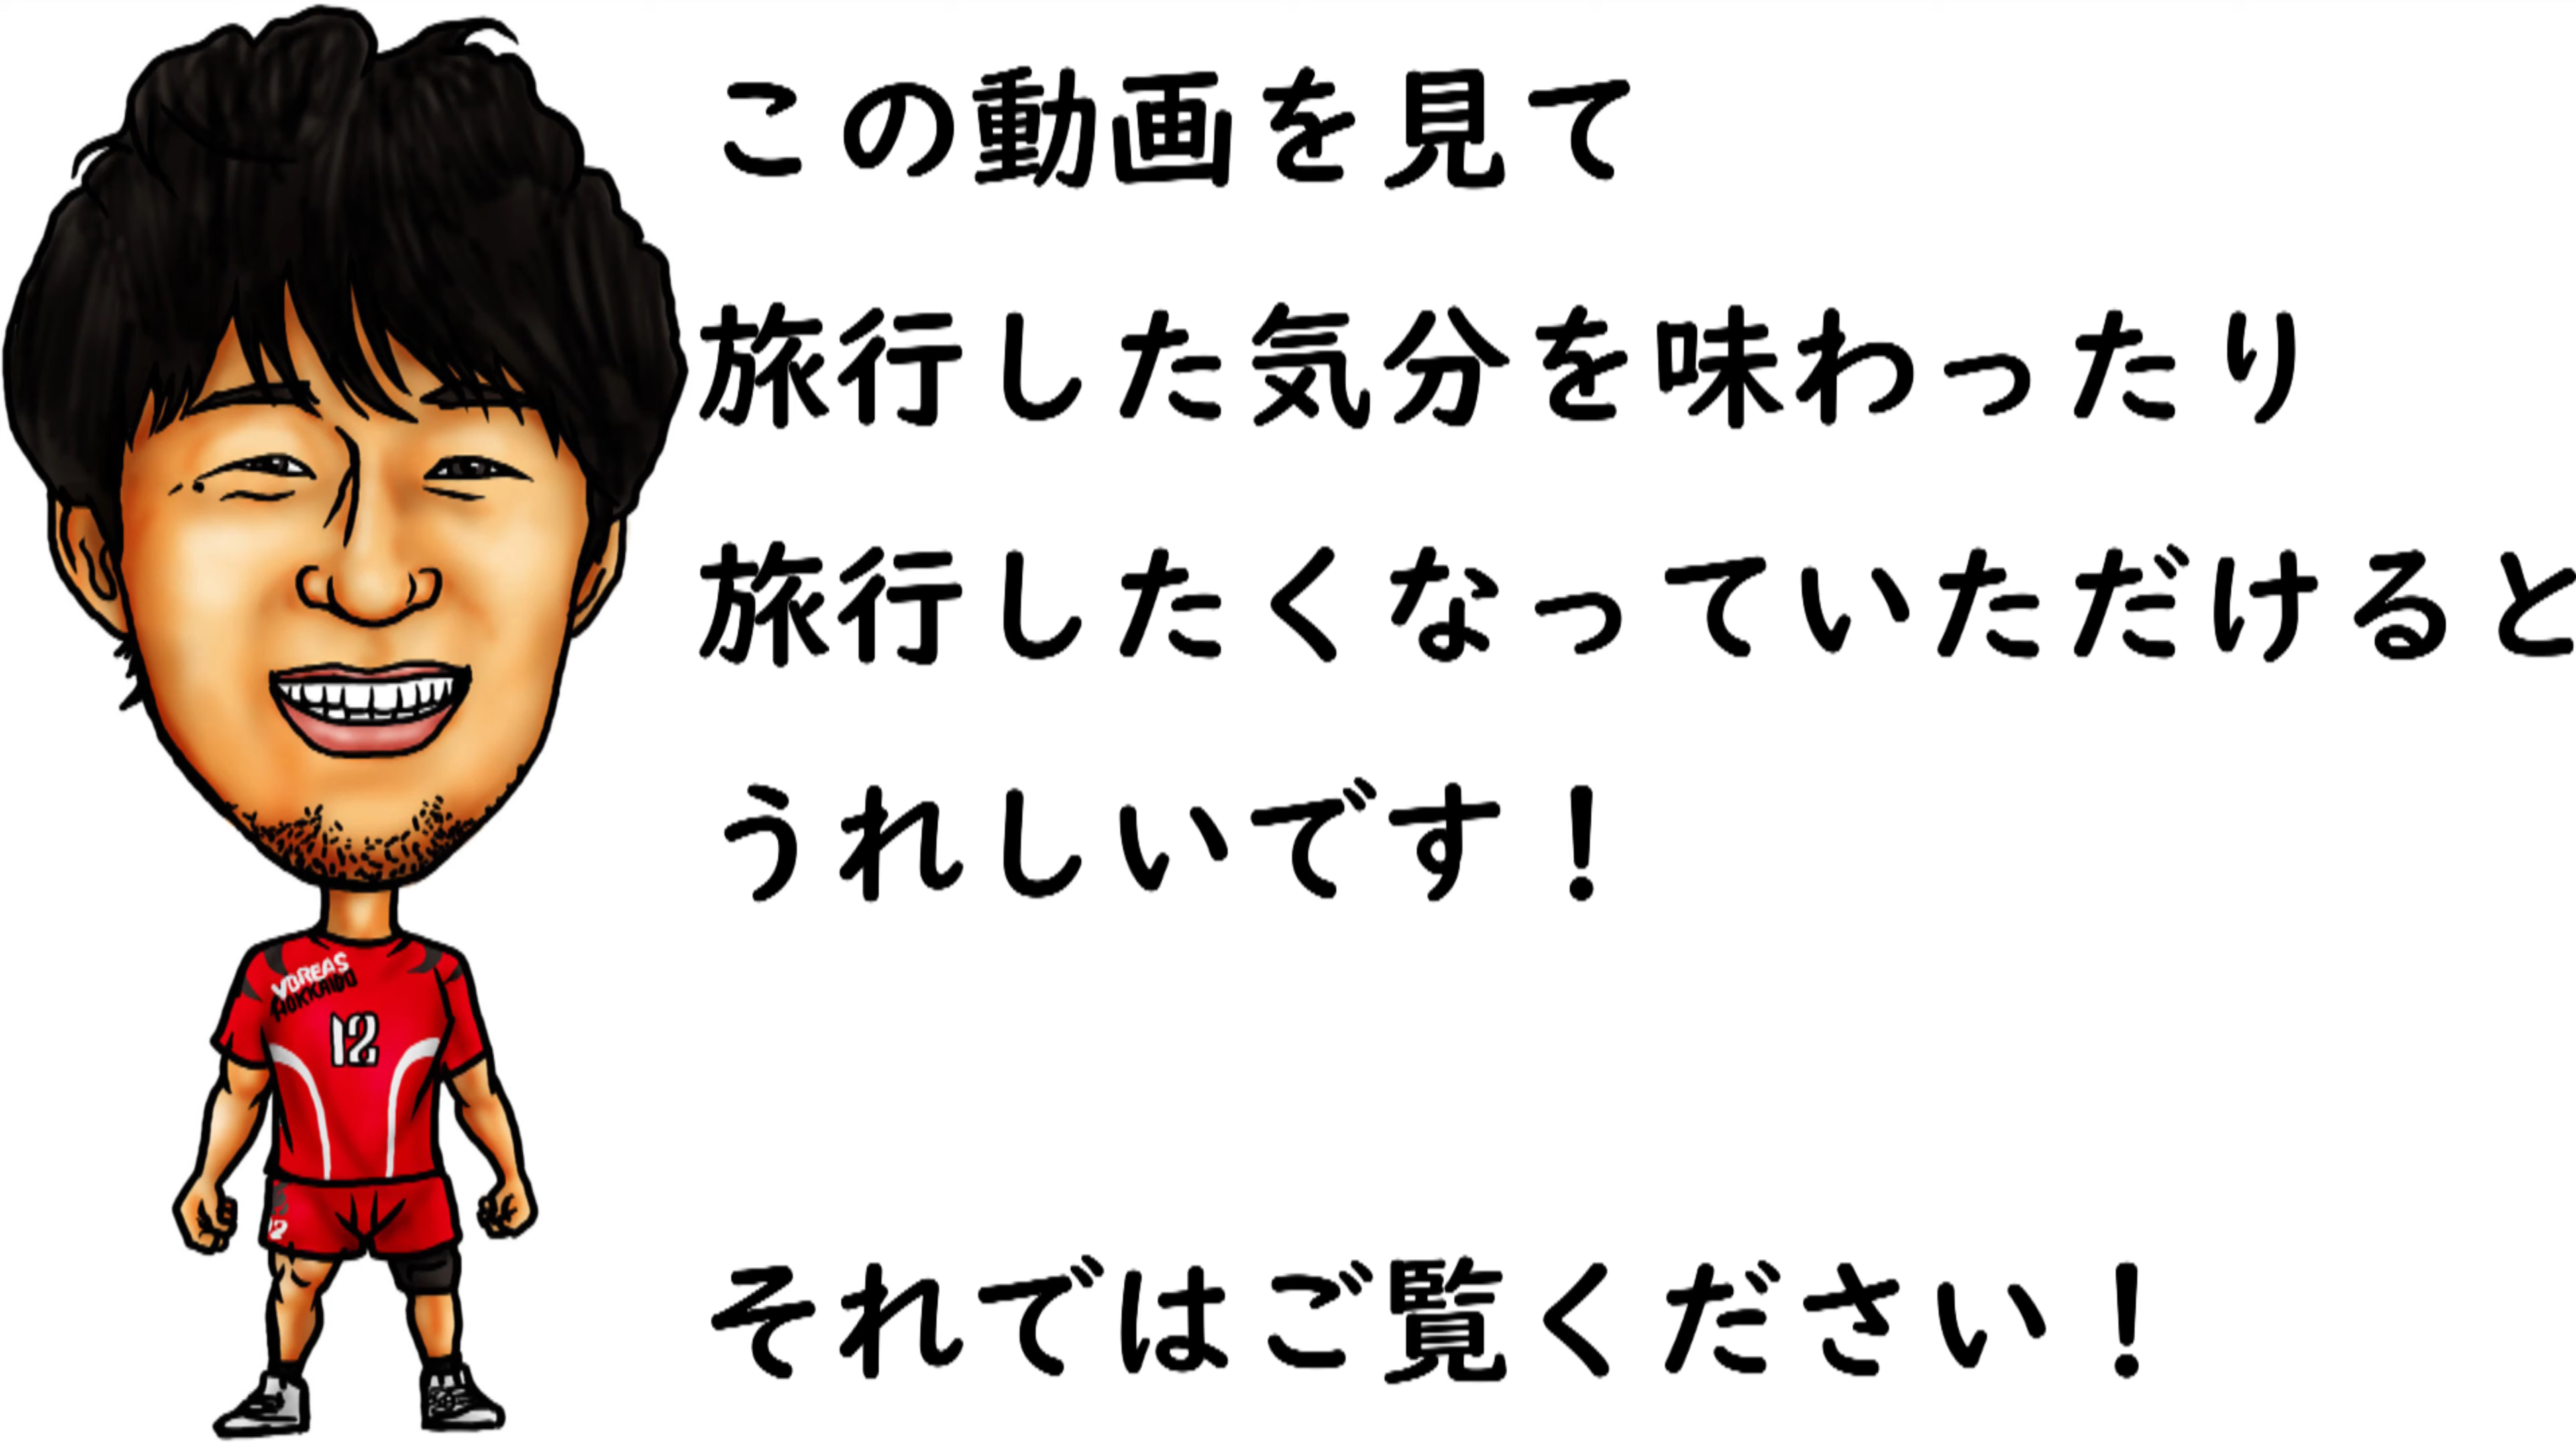 この動画を見て
旅行した気分を味わったり
旅行したくなっていただけると
うれしいです！
それではご覧ください！
VOREAS
HOKKAIDO
12
12